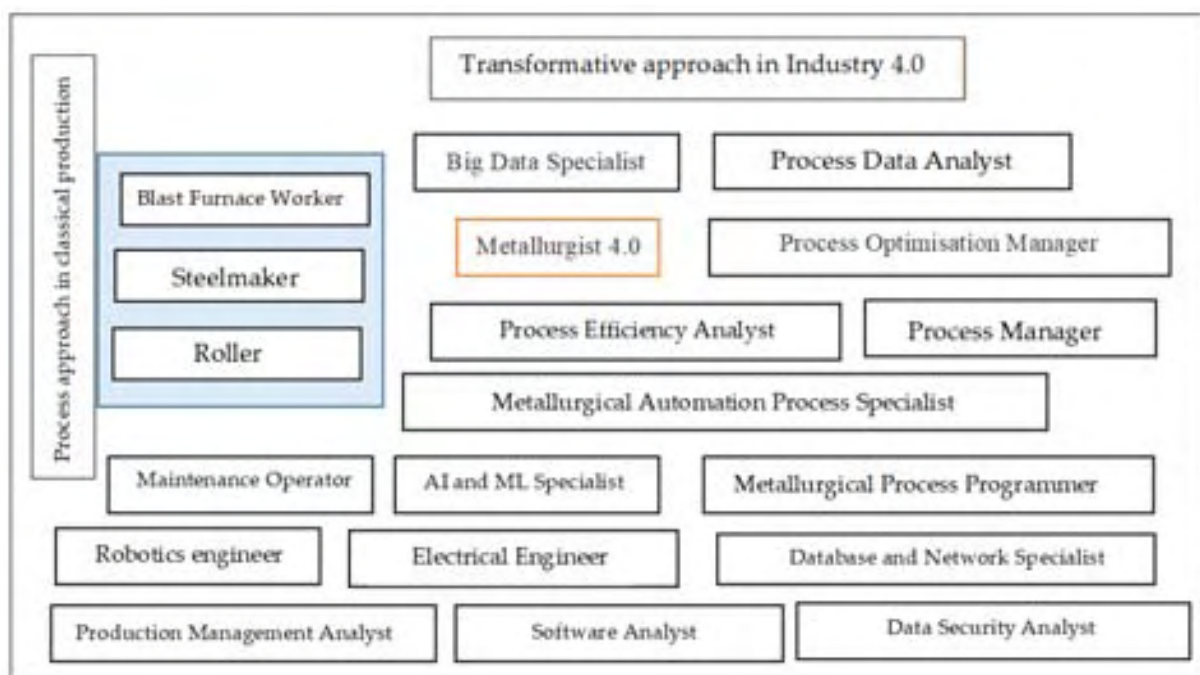 Transformative approach in Industry 4.0
Process approach in classical production
Blast Furnace Worker
Steelmaker
Roller
Big Data Specialist
Process Data Analyst
Metallurgist 4.0
Process Optimisation Manager
Process Efficiency Analyst
Process Manager
Metallurgical Automation Process Specialist
Maintenance Operator
AI and ML Specialist
Metallurgical Process Programmer
Robotics engineer
Electrical Engineer
Database and Network Specialist
Production Management Analyst
Software Analyst
Data Security Analyst